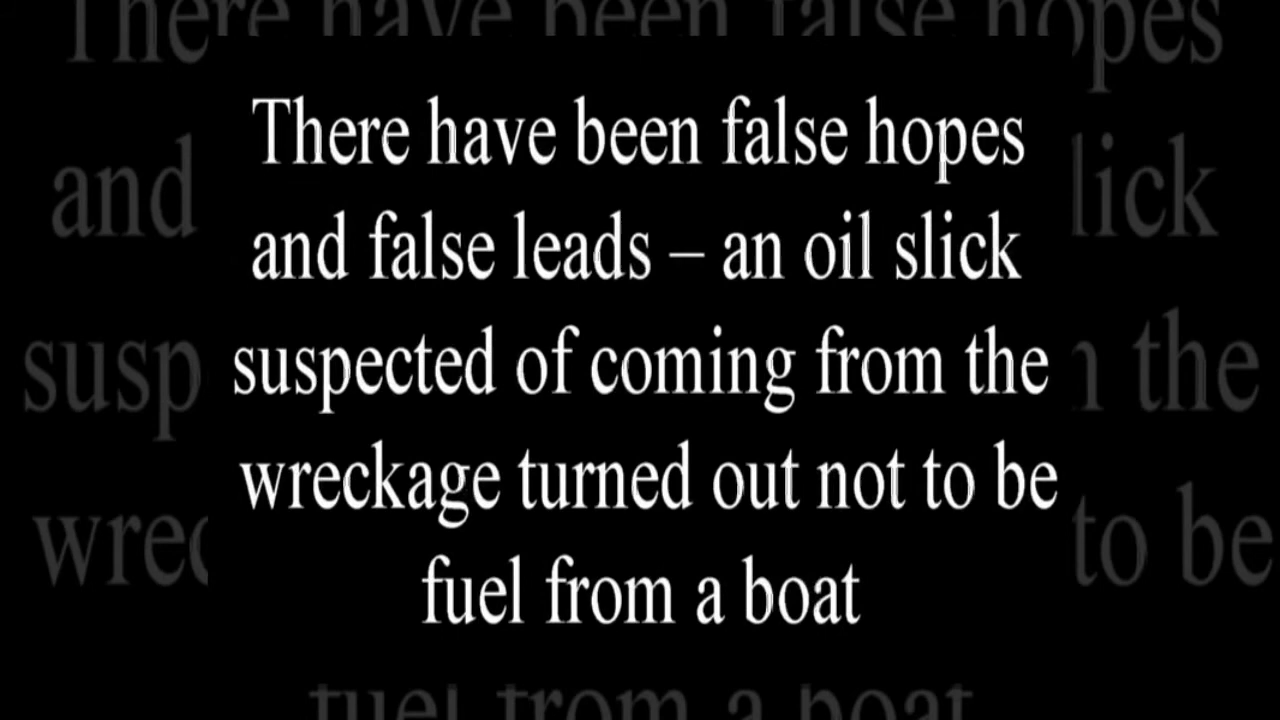 There have been false hopes
and false leads – an oil slick
suspected of coming from the
wreckage turned out not to be
fuel from a boat